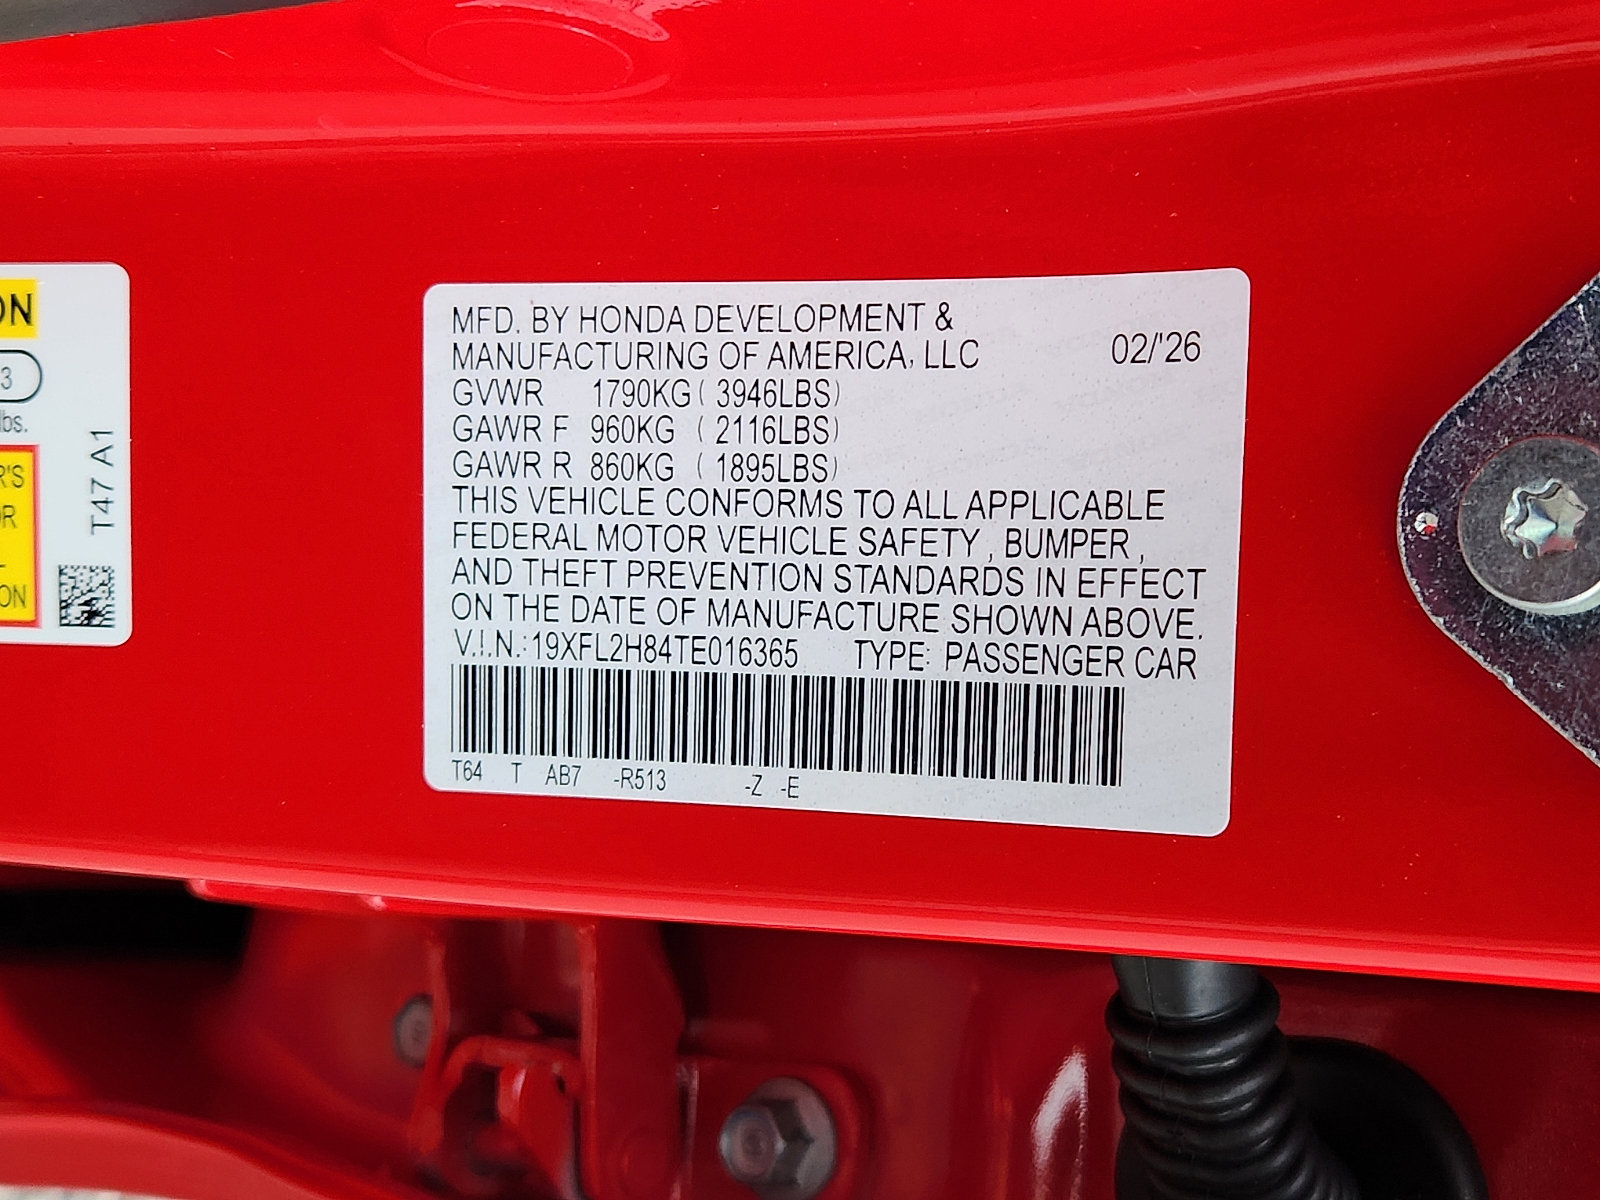 MFD. BY HONDA DEVELOPMENT &
MANUFACTURING OF AMERICA, LLC 02/'26
GVWR 1790KG ( 3946LBS)
GAWR F 960KG ( 2116LBS)
GAWR R 860KG ( 1895LBS)
THIS VEHICLE CONFORMS TO ALL APPLICABLE
FEDERAL MOTOR VEHICLE SAFETY , BUMPER ,
AND THEFT PREVENTION STANDARDS IN EFFECT
ON THE DATE OF MANUFACTURE SHOWN ABOVE.
V.I.N.: 19XFL2H84TE016365 TYPE: PASSENGER CAR
T64 T AB7 -R513 -Z -E
3
lbs.
T47 A1